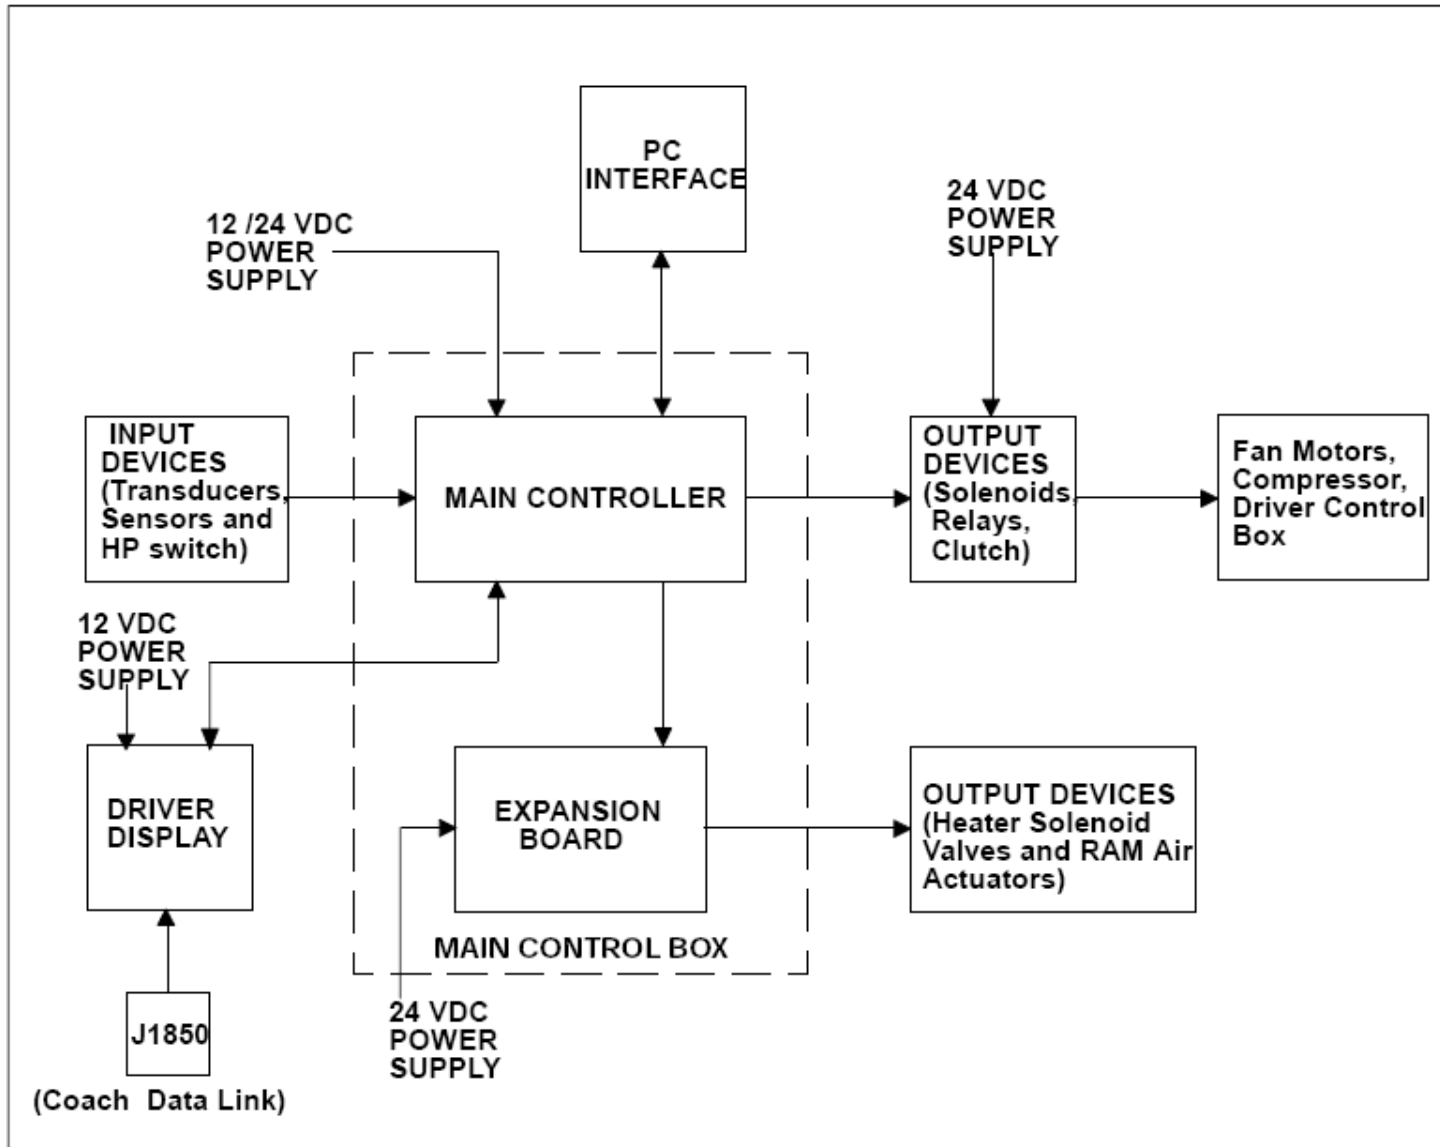 PC
INTERFACE
12 /24 VDC
POWER
SUPPLY
24 VDC
POWER
SUPPLY
INPUT
DEVICES
(Transducers,
Sensors and
HP switch)
MAIN CONTROLLER
OUTPUT
DEVICES
(Solenoids,
Relays,
Clutch)
Fan Motors,
Compressor,
Driver Control
Box
12 VDC
POWER
SUPPLY
DRIVER
DISPLAY
EXPANSION
BOARD
OUTPUT DEVICES
(Heater Solenoid
Valves and RAM Air
Actuators)
MAIN CONTROL BOX
J1850
(Coach Data Link)
24 VDC
POWER
SUPPLY